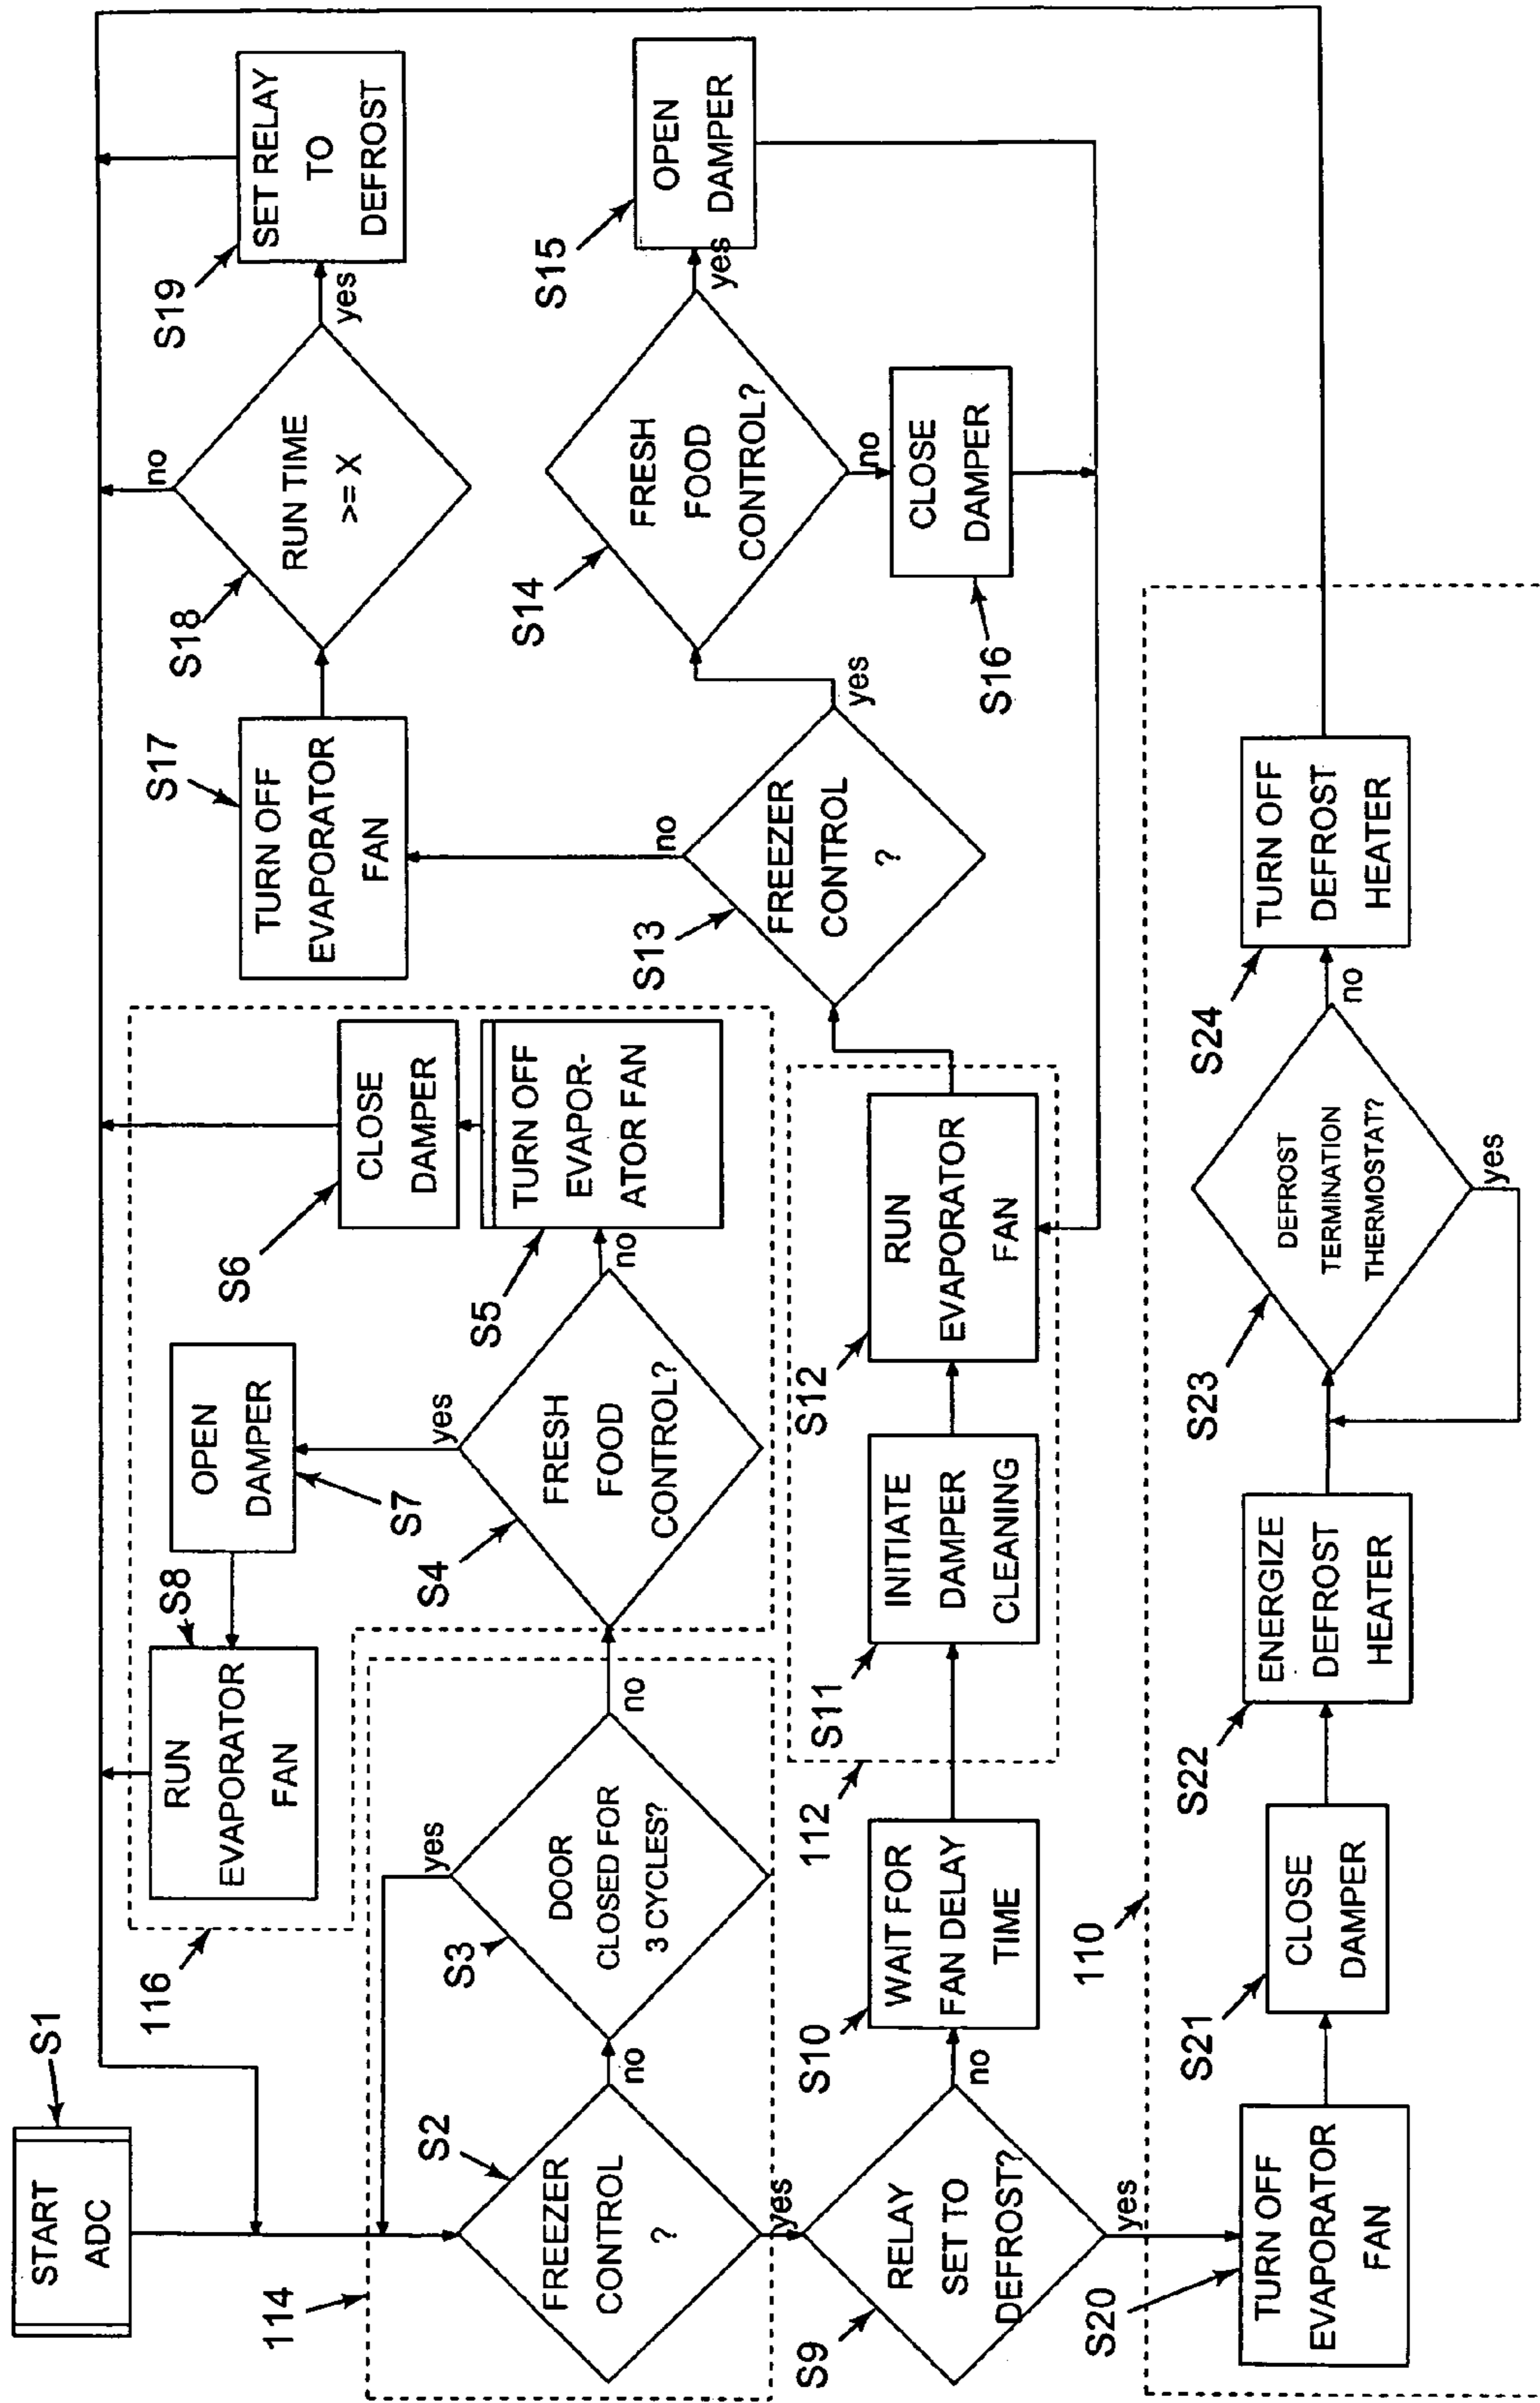 START
ADC
S1
114
FREEZER
CONTROL
?
S2
no
yes
DOOR
CLOSED FOR
3 CYCLES?
S3
yes
no
116
FRESH
FOOD
CONTROL?
S4
yes
no
TURN OFF
EVAPOR-
ATOR FAN
S5
CLOSE
DAMPER
S6
OPEN
DAMPER
S7
RUN
EVAPORATOR
FAN
S8
RELAY
SET TO
DEFROST?
S9
no
yes
WAIT FOR
FAN DELAY
TIME
S10
112
INITIATE
DAMPER
CLEANING
S11
RUN
EVAPORATOR
FAN
S12
FREEZER
CONTROL
?
S13
no
yes
FRESH
FOOD
CONTROL?
S14
yes
no
OPEN
DAMPER
S15
CLOSE
DAMPER
S16
TURN OFF
EVAPORATOR
FAN
S17
RUN TIME
>= X
S18
no
yes
SET RELAY
TO
DEFROST
S19
110
TURN OFF
EVAPORATOR
FAN
S20
CLOSE
DAMPER
S21
ENERGIZE
DEFROST
HEATER
S22
DEFROST
TERMINATION
THERMOSTAT?
S23
yes
no
TURN OFF
DEFROST
HEATER
S24